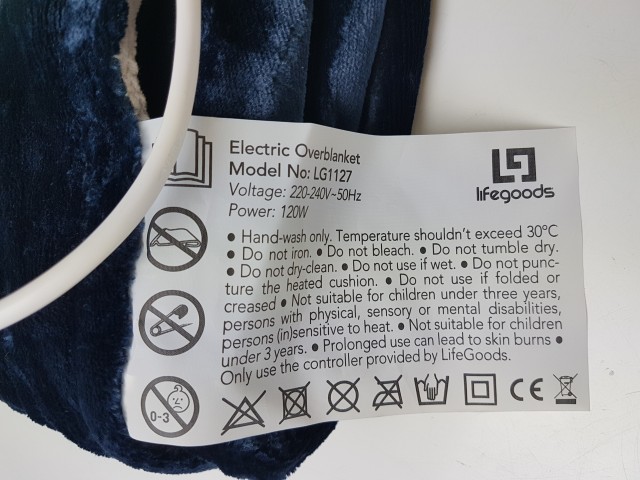 Electric Overblanket
Model No: LG1127
Voltage: 220-240V~50Hz
Power: 120W
lifegoods
• Hand-wash only. Temperature shouldn't exceed 30°C
• Do not iron. • Do not bleach. • Do not tumble dry.
• Do not dry-clean. • Do not use if wet. • Do not punc-
ture the heated cushion. • Do not use if folded or
creased • Not suitable for children under three years,
persons with physical, sensory or mental disabilities,
persons (in)sensitive to heat. • Not suitable for children
under 3 years. • Prolonged use can lead to skin burns •
Only use the controller provided by LifeGoods.
0-3
CE